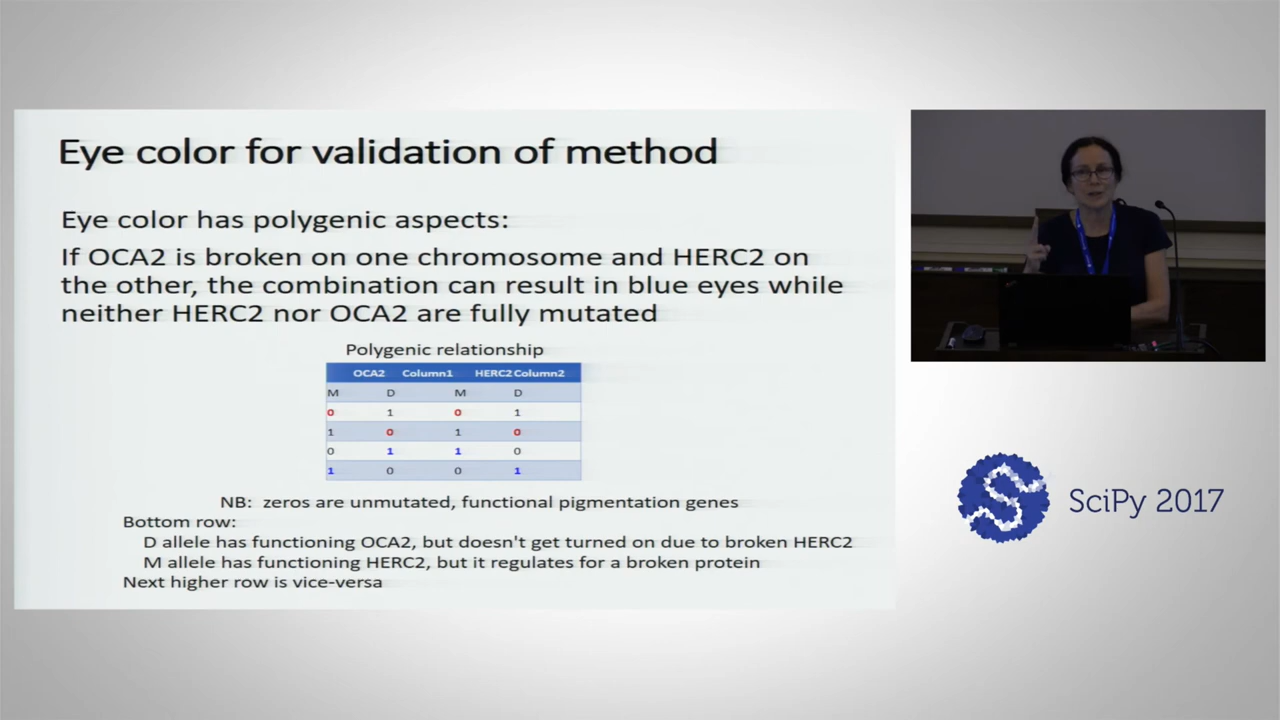 Eye color for validation of method
Eye color has polygenic aspects:
If OCA2 is broken on one chromosome and HERC2 on
the other, the combination can result in blue eyes while
neither HERC2 nor OCA2 are fully mutated
Polygenic relationship
OCA2 Column1 HERC2 Column2
M D M D
0 1 0 1
1 0 1 0
0 1 1 0
1 0 0 1
NB: zeros are unmutated, functional pigmentation genes
Bottom row:
D allele has functioning OCA2, but doesn't get turned on due to broken HERC2
M allele has functioning HERC2, but it regulates for a broken protein
Next higher row is vice-versa
SciPy 2017